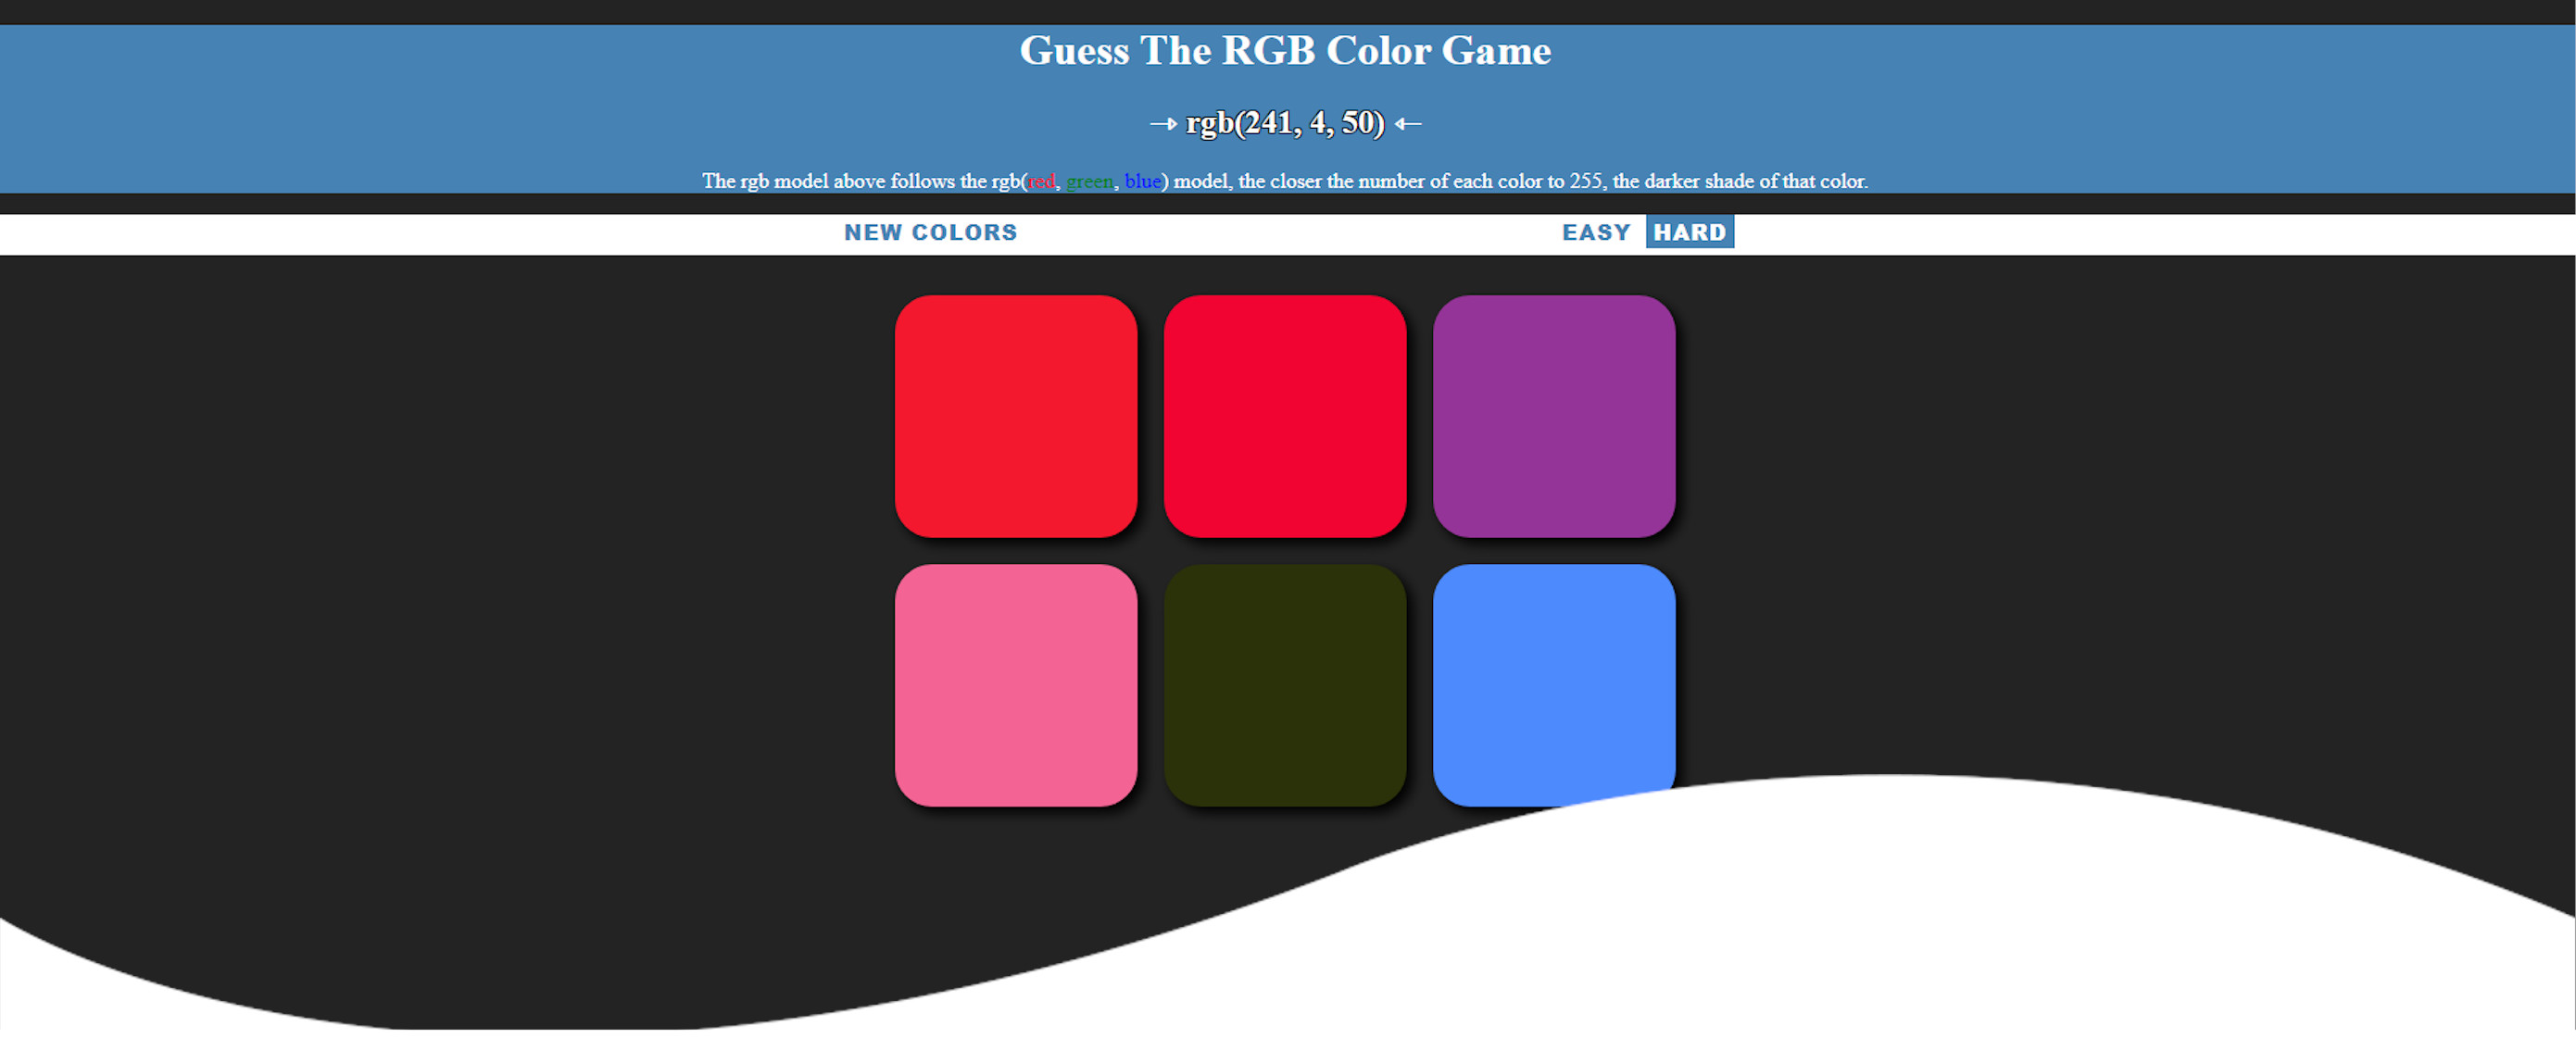 Guess The RGB Color Game
⇾ rgb(241, 4, 50) ⇽
The rgb model above follows the rgb(red, green, blue) model, the closer the number of each color to 255, the darker shade of that color.
NEW COLORS EASY HARD